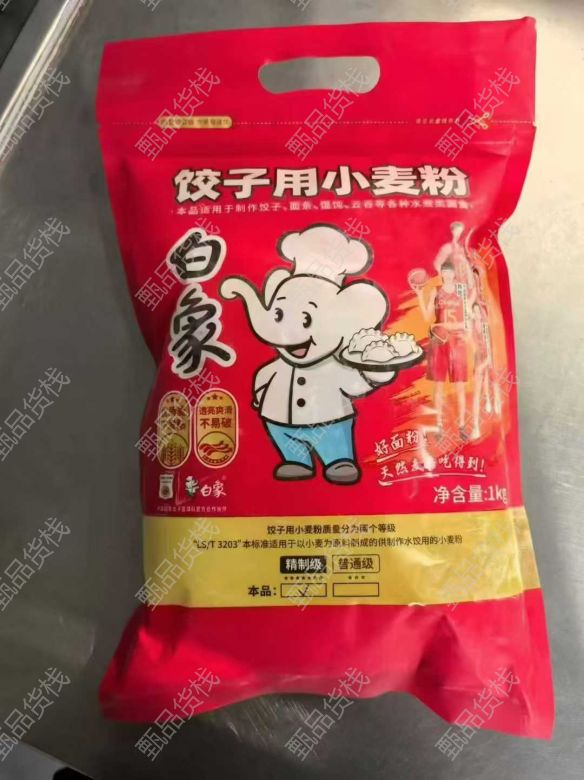 饺子用小麦粉
本品适用于制作饺子、面条、馄饨、云吞等各种水煮类面食
白象
透亮爽滑
不易破
白象
好面粉!
天然麦香吃得到!
净含量:1kg
饺子用小麦粉质量分为两个等级
"LS/T 3203"本标准适用于以小麦为原料制成的供制作水饺用的小麦粉
精制级 普通级
本品: √
甄品货栈